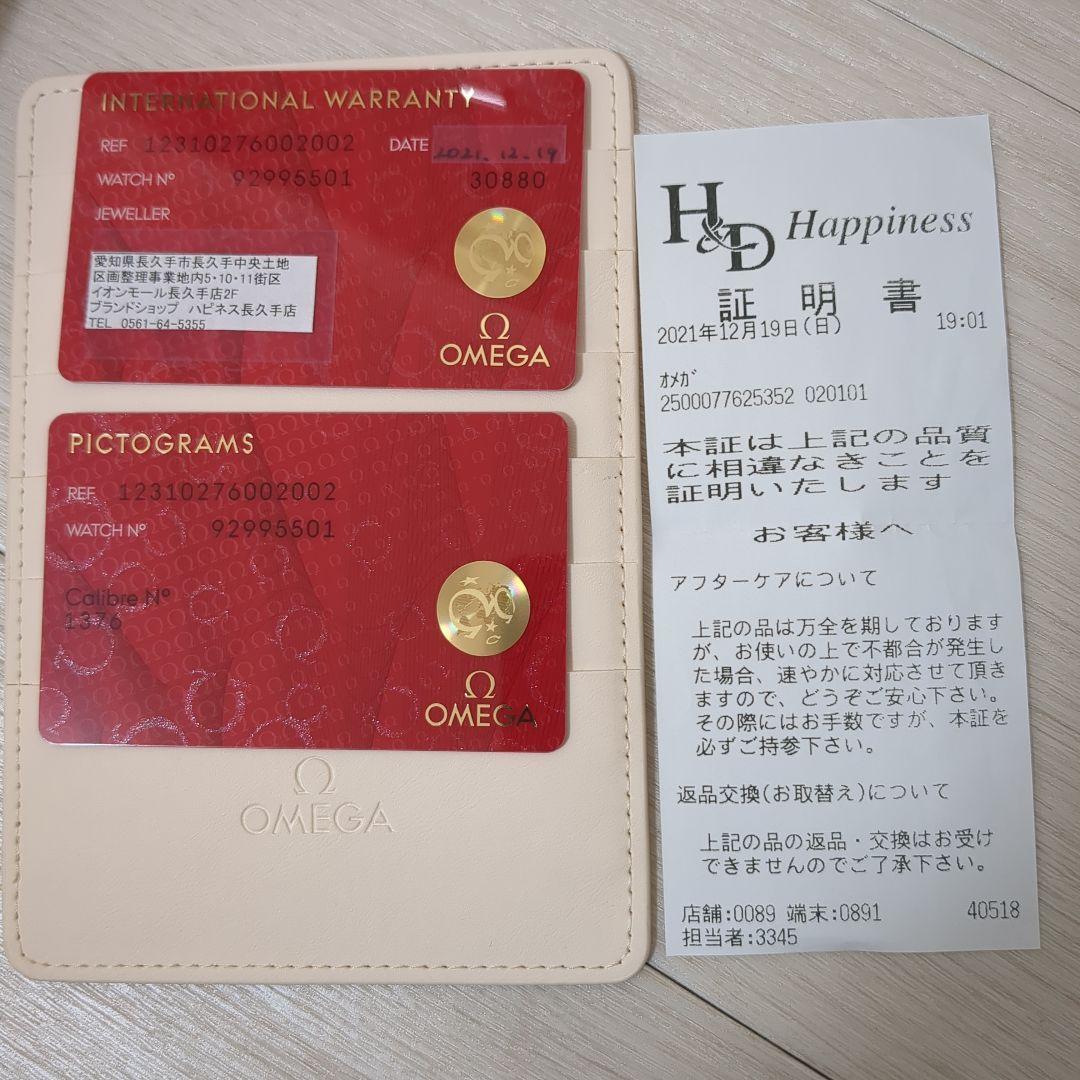 INTERNATIONAL WARRANTY
REF 12310276002002 DATE 2021.12.19
WATCH Nº 92995501 30880
JEWELLER
愛知県長久手市長久手中央土地
区画整理事業地内5・10・11街区
イオンモール長久手店2F
ブランドショップ ハピネス長久手店
TEL 0561-64-5355
Ω
OMEGA
PICTOGRAMS
REF 12310276002002
WATCH Nº 92995501
Calibre Nº
1376
Ω
OMEGA
Ω
OMEGA
H&D Happiness
証明書
2021年12月19日(日) 19:01
ｵﾒｶﾞ
2500077625352 020101
本証は上記の品質
に相違なきことを
証明いたします
お客様へ
アフターケアについて
上記の品は万全を期しております
が、お使いの上で不都合が発生し
た場合、速やかに対応させて頂き
ますので、どうぞご安心下さい。
その際にはお手数ですが、本証を
必ずご持参下さい。
返品交換(お取替え)について
上記の品の返品・交換はお受け
できませんのでご了承下さい。
店舗:0089 端末:0891 40518
担当者:3345